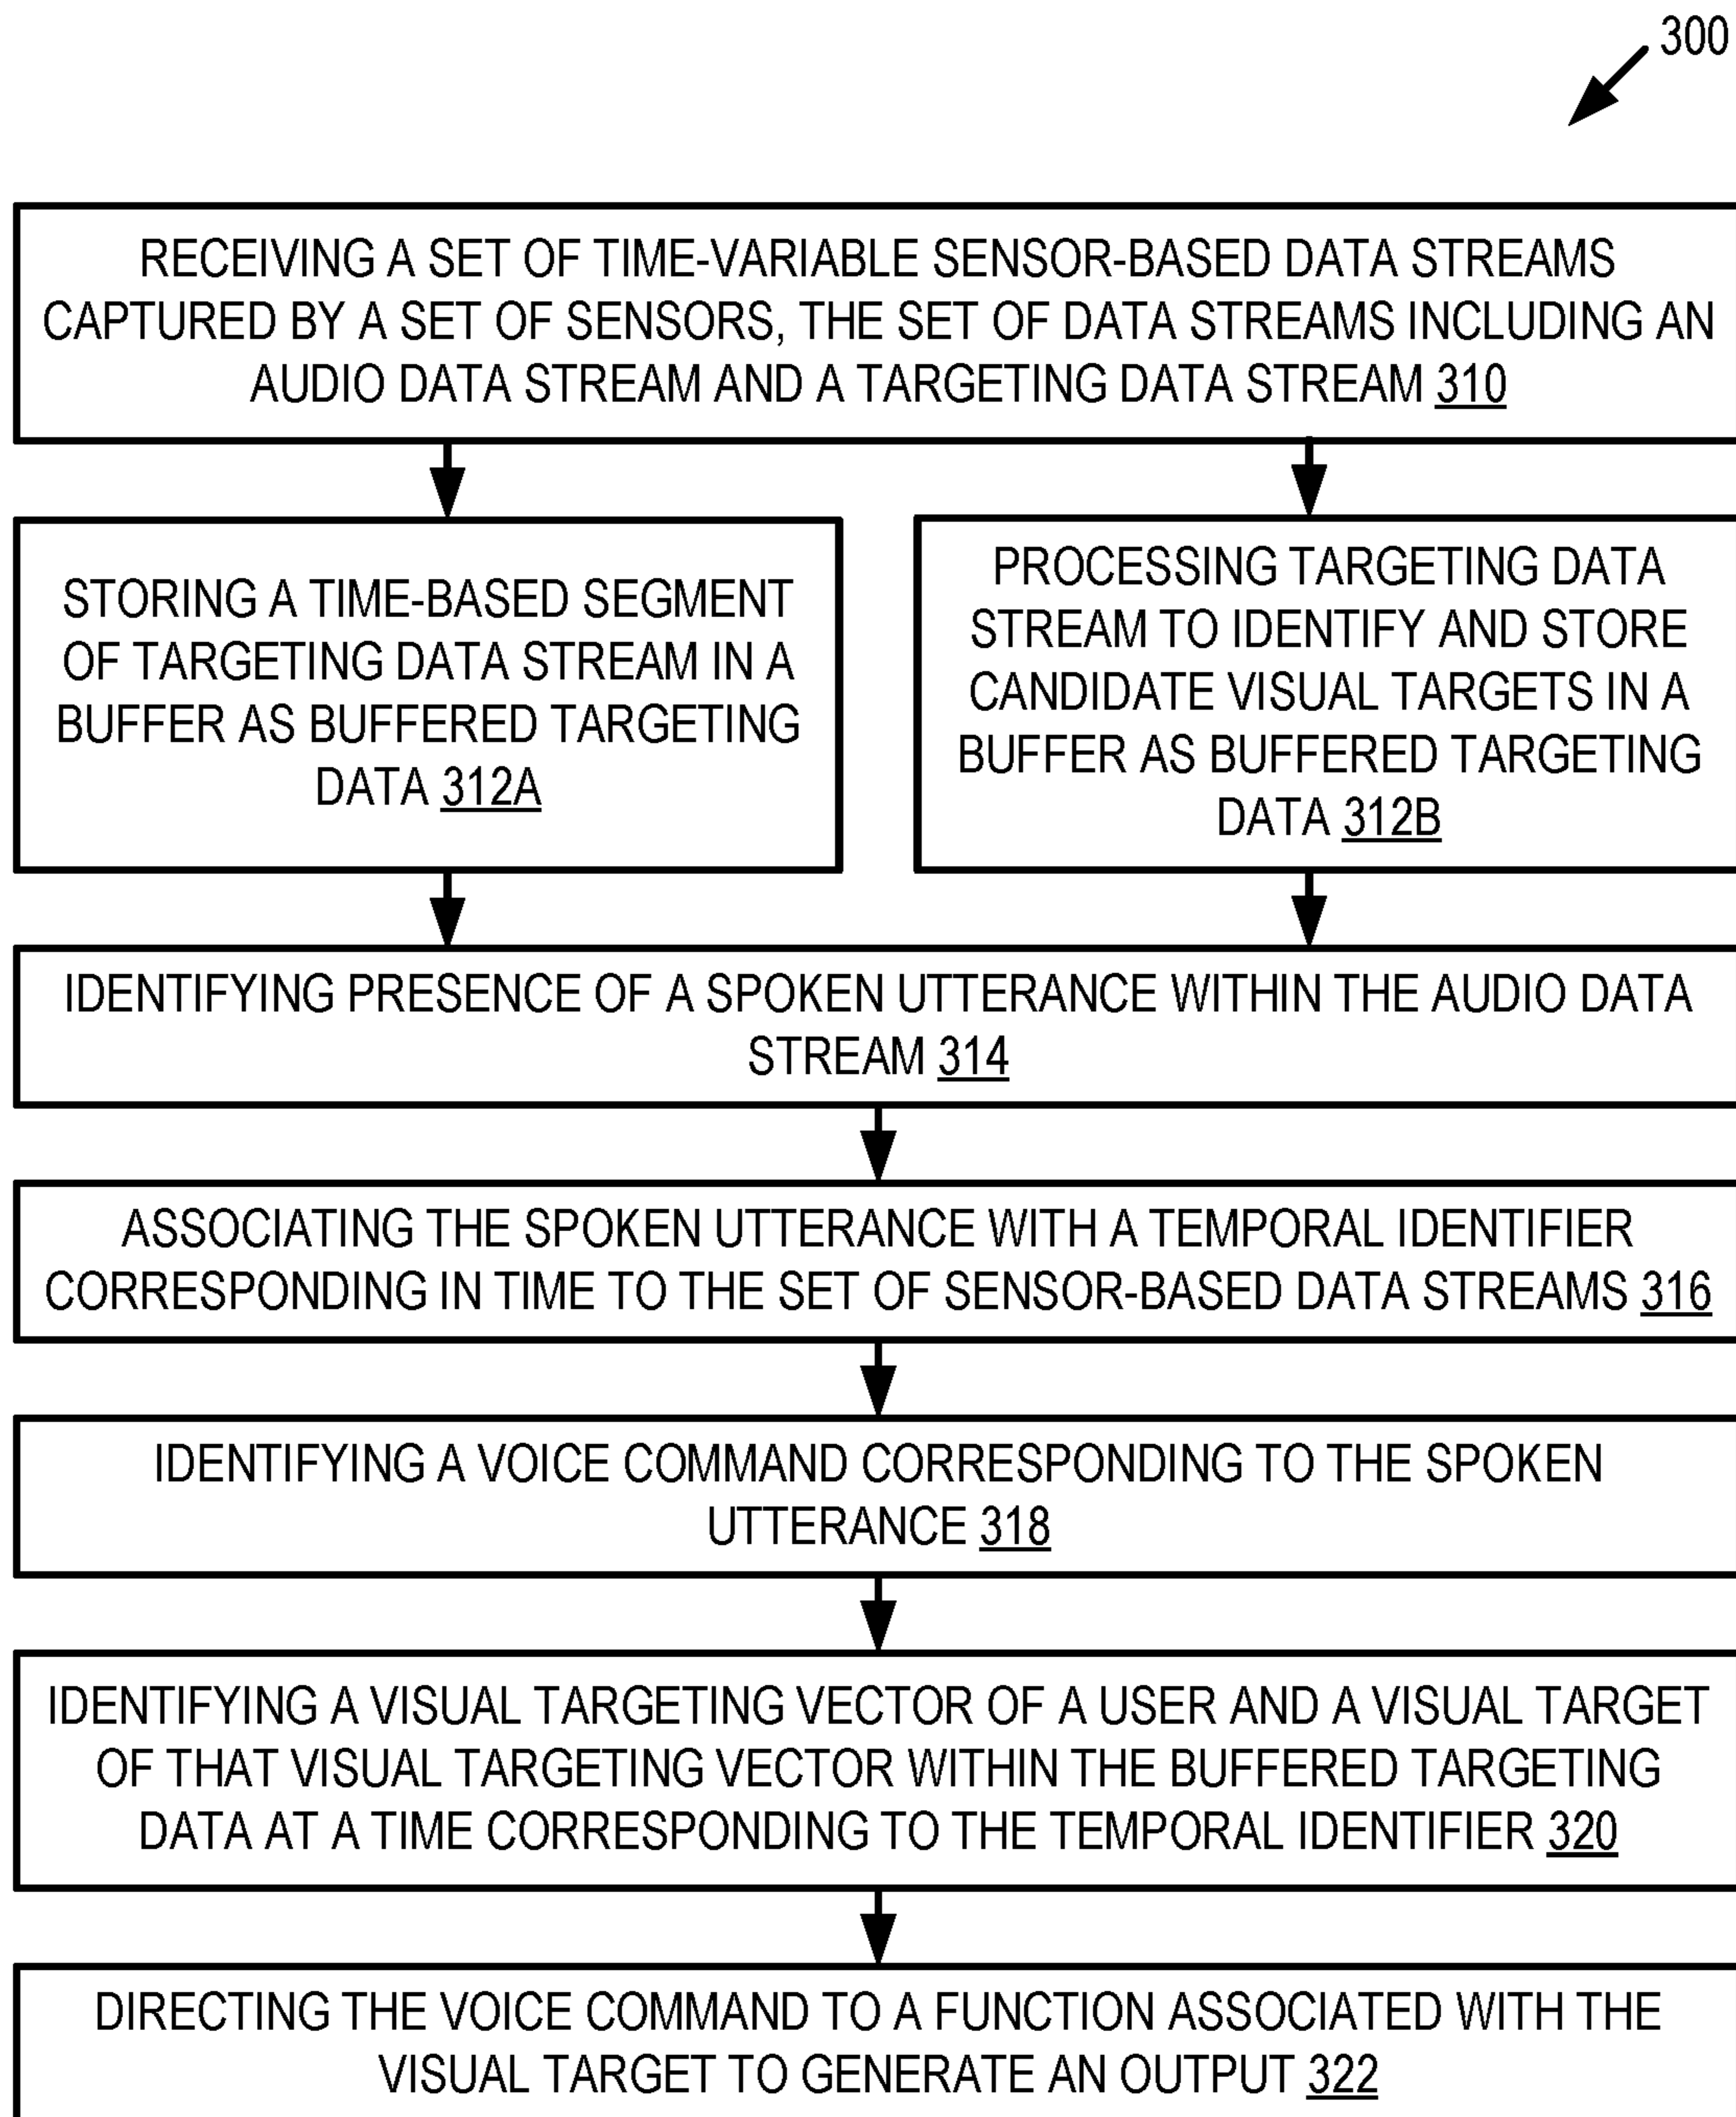 300
RECEIVING A SET OF TIME-VARIABLE SENSOR-BASED DATA STREAMS
CAPTURED BY A SET OF SENSORS, THE SET OF DATA STREAMS INCLUDING AN
AUDIO DATA STREAM AND A TARGETING DATA STREAM 310
STORING A TIME-BASED SEGMENT
OF TARGETING DATA STREAM IN A
BUFFER AS BUFFERED TARGETING
DATA 312A
PROCESSING TARGETING DATA
STREAM TO IDENTIFY AND STORE
CANDIDATE VISUAL TARGETS IN A
BUFFER AS BUFFERED TARGETING
DATA 312B
IDENTIFYING PRESENCE OF A SPOKEN UTTERANCE WITHIN THE AUDIO DATA
STREAM 314
ASSOCIATING THE SPOKEN UTTERANCE WITH A TEMPORAL IDENTIFIER
CORRESPONDING IN TIME TO THE SET OF SENSOR-BASED DATA STREAMS 316
IDENTIFYING A VOICE COMMAND CORRESPONDING TO THE SPOKEN
UTTERANCE 318
IDENTIFYING A VISUAL TARGETING VECTOR OF A USER AND A VISUAL TARGET
OF THAT VISUAL TARGETING VECTOR WITHIN THE BUFFERED TARGETING
DATA AT A TIME CORRESPONDING TO THE TEMPORAL IDENTIFIER 320
DIRECTING THE VOICE COMMAND TO A FUNCTION ASSOCIATED WITH THE
VISUAL TARGET TO GENERATE AN OUTPUT 322